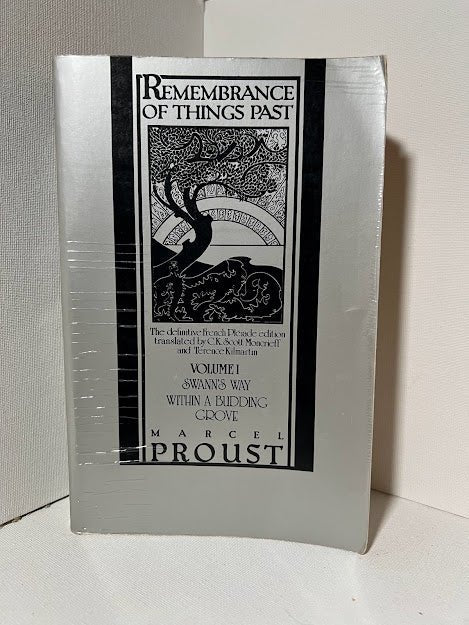 REMEMBRANCE
OF THINGS PAST
The definitive French Pléiade edition
translated by C.K. Scott Moncrieff
and Terence Kilmartin
VOLUME I
SWANN'S WAY
WITHIN A BUDDING
GROVE
MARCEL
PROUST